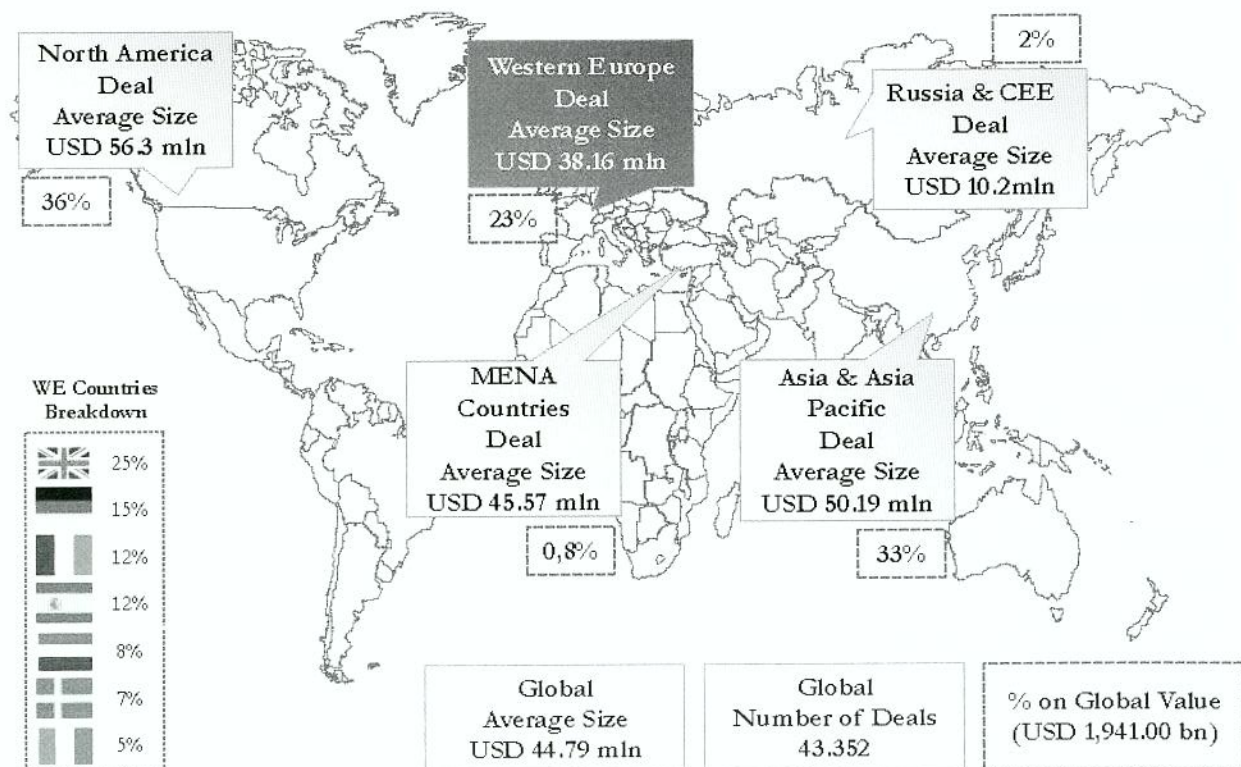 North America
Deal
Average Size
USD 56.3 mln
36%
Western Europe
Deal
Average Size
USD 38.16 mln
23%
2%
Russia & CEE
Deal
Average Size
USD 10.2mln
MENA
Countries
Deal
Average Size
USD 45.57 mln
0,8%
Asia & Asia
Pacific
Deal
Average Size
USD 50.19 mln
33%
WE Countries
Breakdown
25%
15%
12%
12%
8%
7%
5%
Global
Average Size
USD 44.79 mln
Global
Number of Deals
43.352
% on Global Value
(USD 1,941.00 bn)